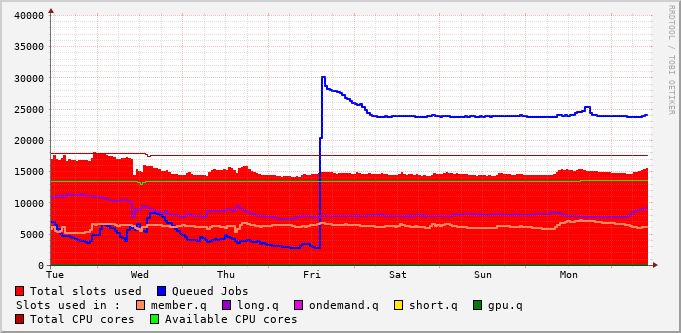 RRDTOOL / TOBI OETIKER
40000
35000
30000
25000
20000
15000
10000
5000
0
Tue Wed Thu Fri Sat Sun Mon
Total slots used Queued Jobs
Slots used in : member.q long.q ondemand.q short.q gpu.q
Total CPU cores Available CPU cores